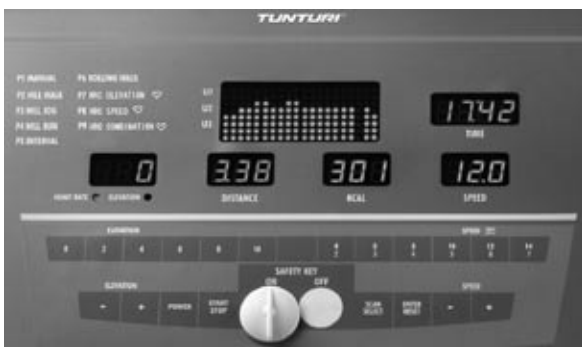 TUNTURI
P1 MANUAL P6 ROLLING HILLS
P2 HILL WALK P7 HRC ELEVATION
P3 HILL JOG P8 HRC SPEED
P4 HILL RUN P9 HRC COMBINATION
P5 INTERVAL
17.42
TIME
0 3.38 301 12.0
HEART RATE ELEVATION DISTANCE KCAL SPEED
ELEVATION SPEED
0 2 4 6 8 10
SAFETY KEY
ON OFF
ELEVATION SPEED
- + POWER START STOP SCAN SELECT ENTER RESET - +